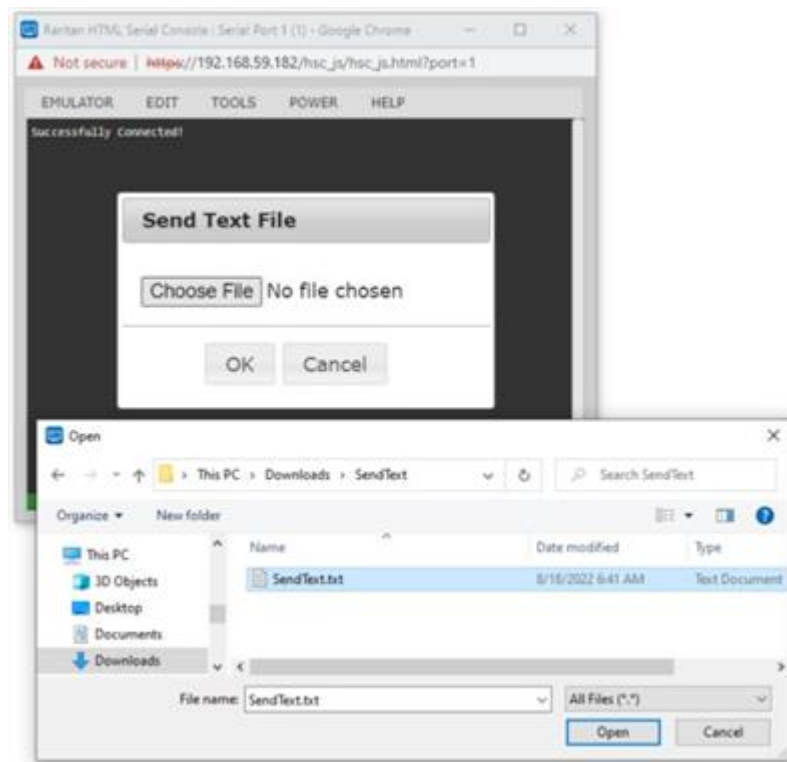 Raritan HTML Serial Console : Serial Port 1 (1) - Google Chrome
Not secure | https://192.168.59.182/hsc_js/hsc_js.html?port=1
EMULATOR EDIT TOOLS POWER HELP
Successfully Connected!
Send Text File
Choose File No file chosen
OK Cancel
Open
This PC > Downloads > SendText
Search SendText
Organize New folder
Name Date modified Type
This PC
SendText.txt 8/18/2022 6:41 AM Text Document
3D Objects
Desktop
Documents
Downloads
File name: SendText.txt All Files (*.*)
Open Cancel